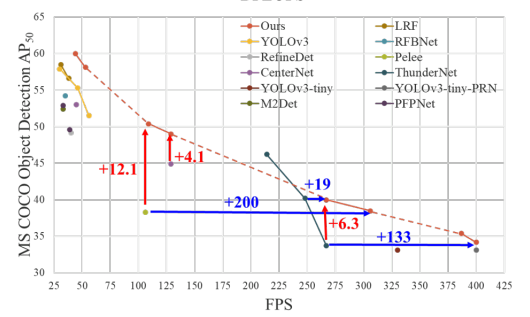 MS COCO Object Detection AP50
65
60
55
50
45
40
35
30
25 50 75 100 125 150 175 200 225 250 275 300 325 350 375 400 425
FPS
Ours LRF
YOLOv3 RFBNet
RefineDet Pelee
CenterNet ThunderNet
YOLOv3-tiny YOLOv3-tiny-PRN
M2Det PFPNet
+12.1
+4.1
+19
+200
+6.3
+133